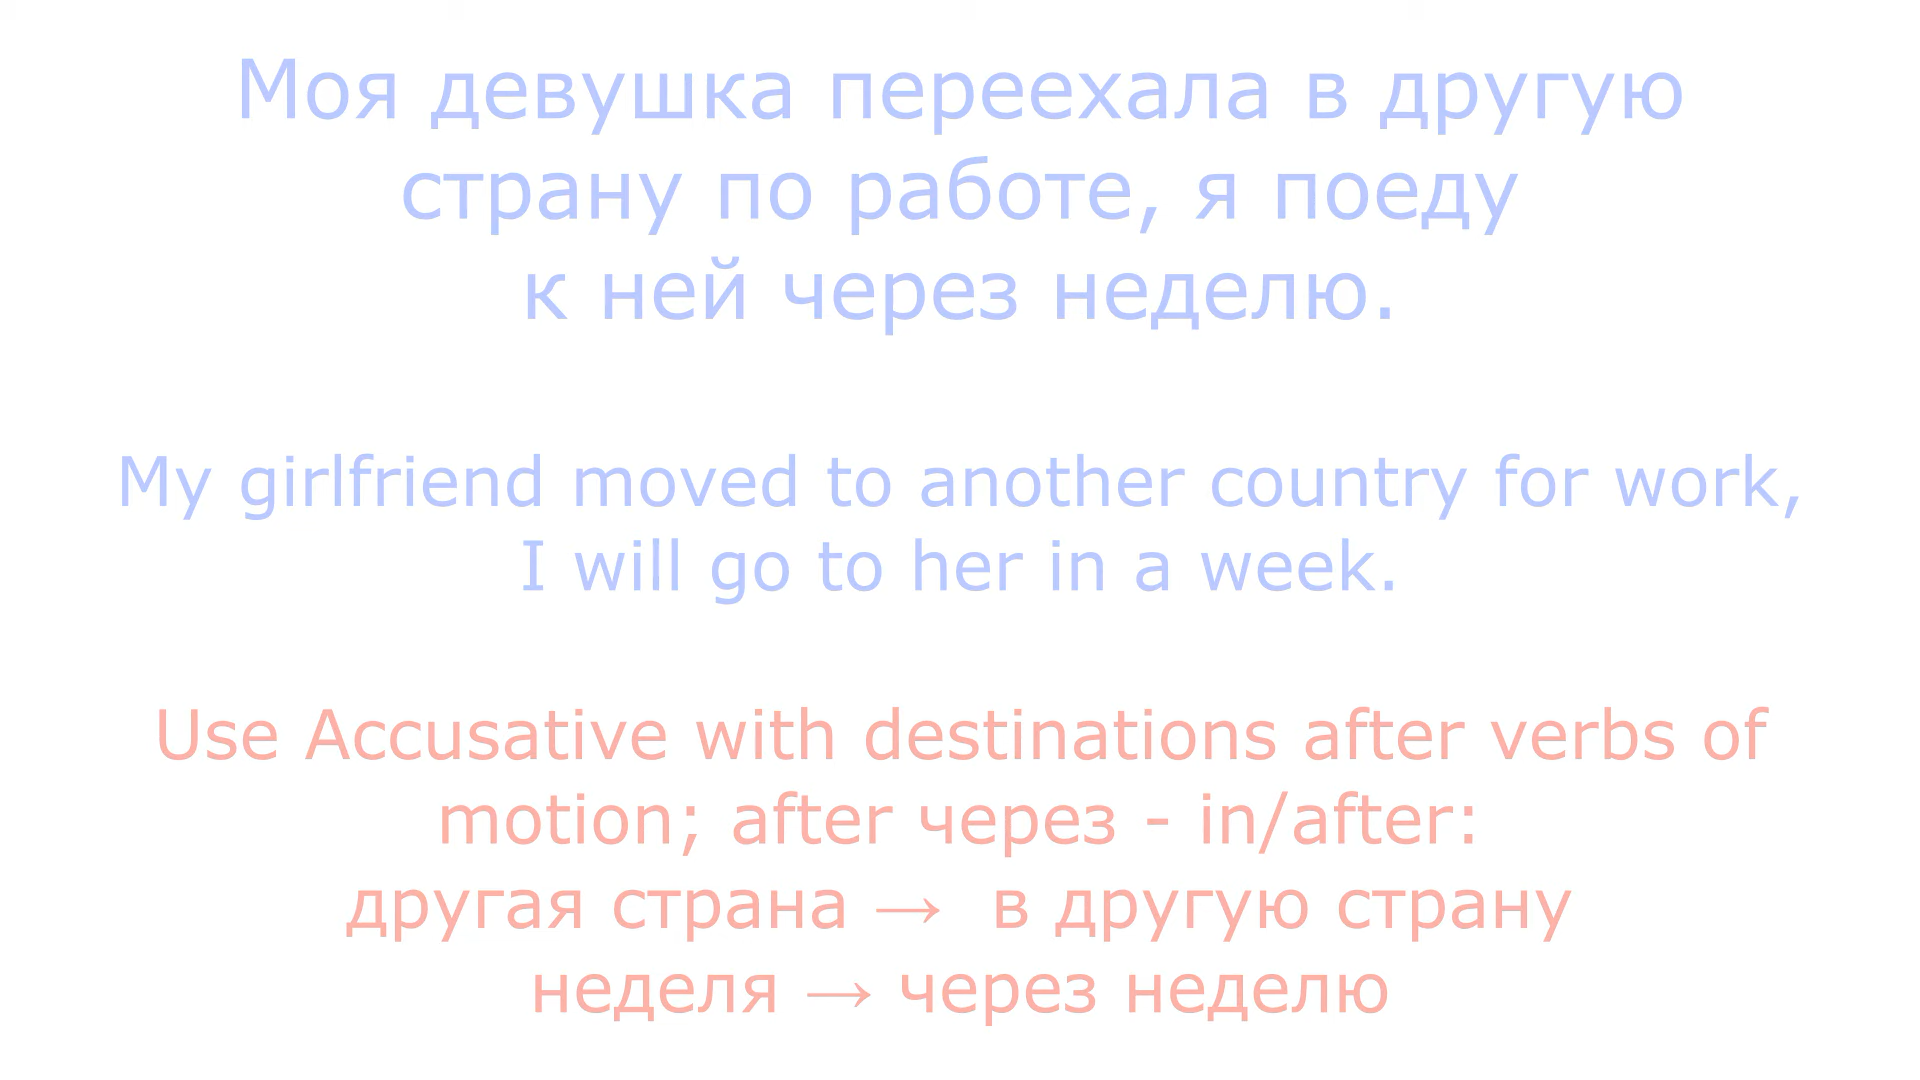 Моя девушка переехала в другую
страну по работе, я поеду
к ней через неделю.
My girlfriend moved to another country for work,
I will go to her in a week.
Use Accusative with destinations after verbs of
motion; after через - in/after:
другая страна → в другую страну
неделя → через неделю